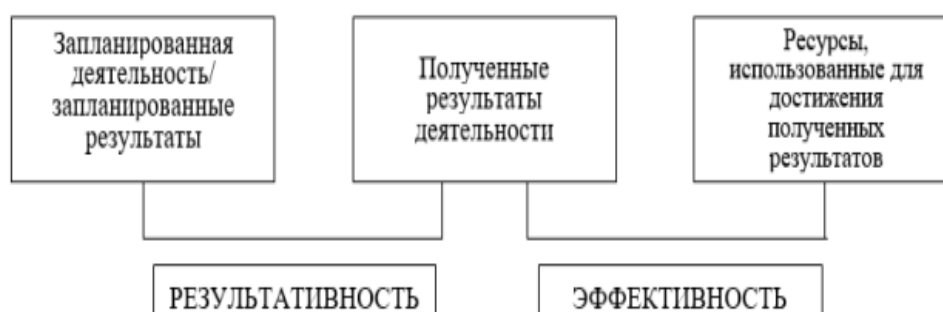 Запланированная
деятельность/
запланированные
результаты
Полученные
результаты
деятельности
Ресурсы,
использованные для
достижения
полученных
результатов
РЕЗУЛЬТАТИВНОСТЬ
ЭФФЕКТИВНОСТЬ